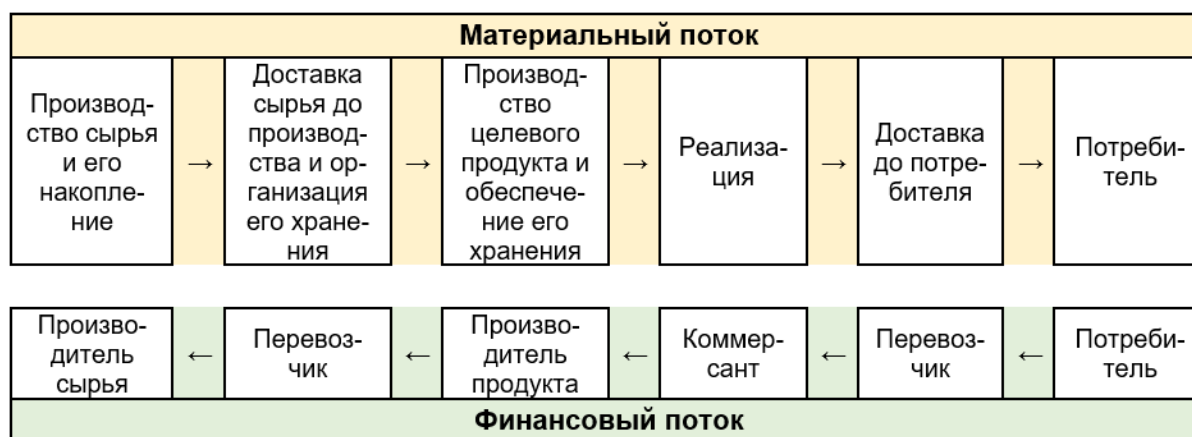 Материальный поток
Производ-
ство сырья
и его
накопле-
ние
→
Доставка
сырья до
производ-
ства и ор-
ганизация
его хране-
ния
→
Производ-
ство
целевого
продукта и
обеспече-
ние его
хранения
→
Реализа-
ция
→
Доставка
до потре-
бителя
→
Потреби-
тель
Произво-
дитель
сырья
←
Перевоз-
чик
←
Произво-
дитель
продукта
←
Коммер-
сант
←
Перевоз-
чик
←
Потреби-
тель
Финансовый поток